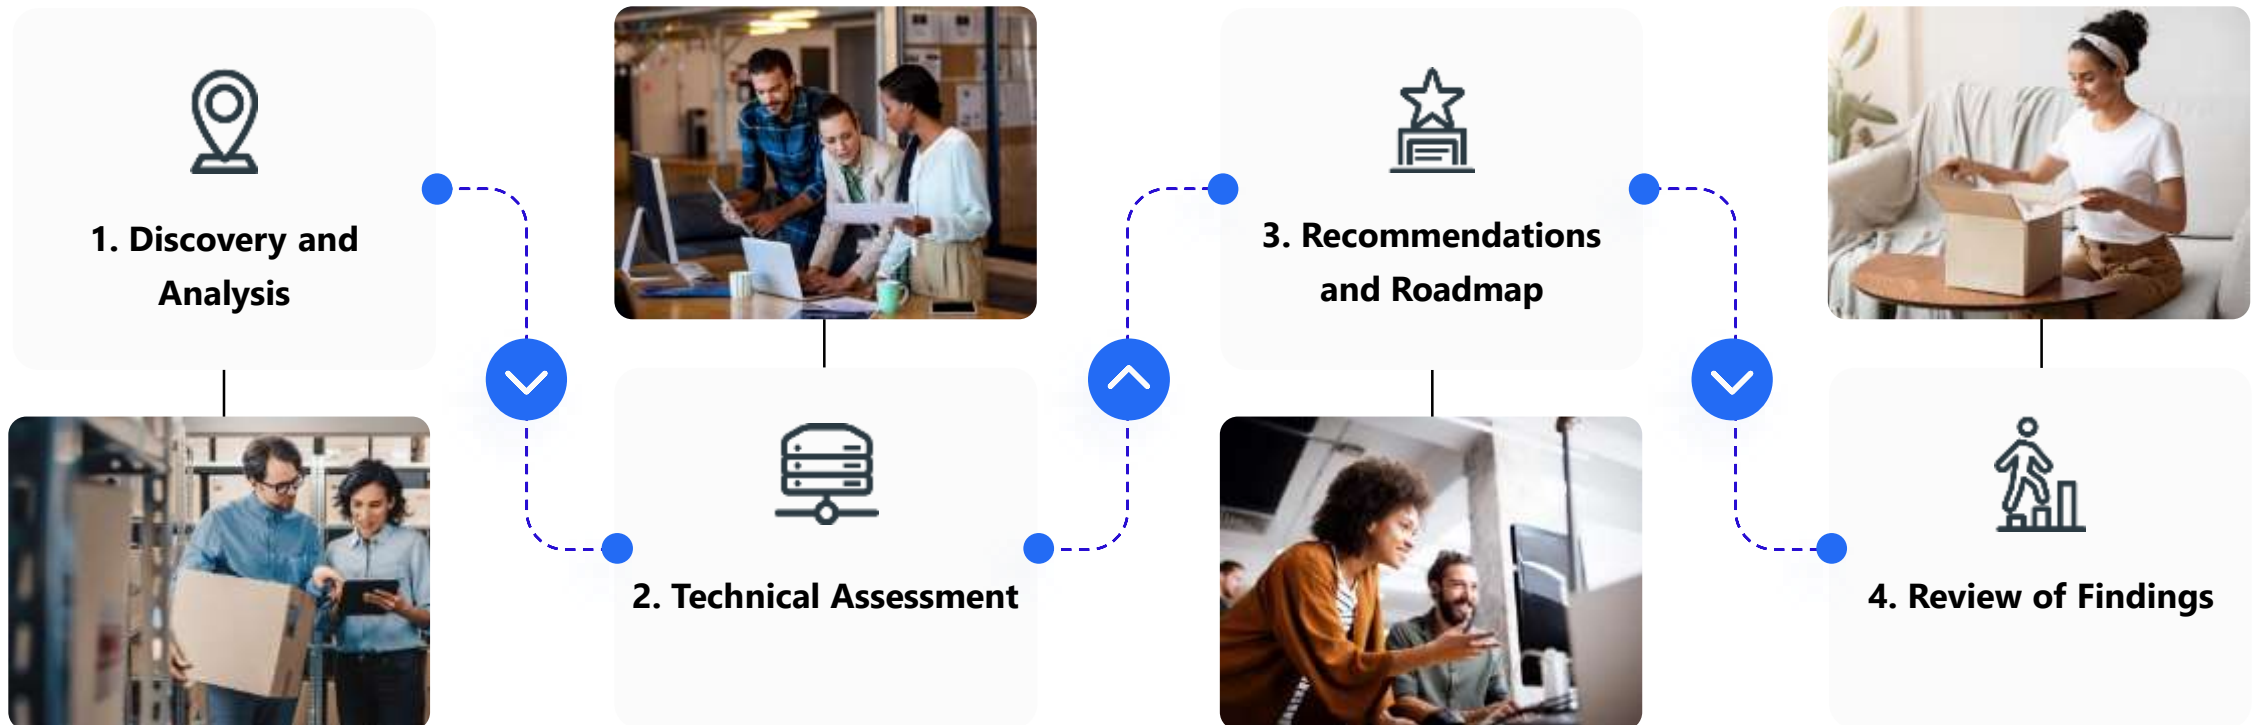 1. Discovery and
Analysis
2. Technical Assessment
3. Recommendations
and Roadmap
4. Review of Findings